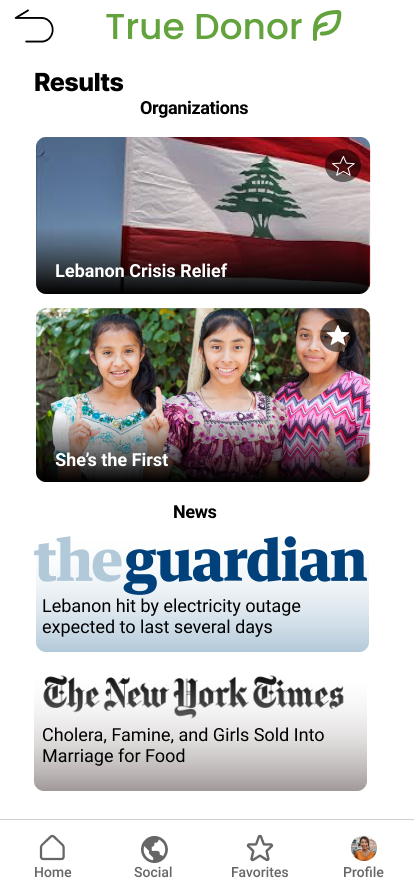 True Donor
Results
Organizations
Lebanon Crisis Relief
She's the First
News
theguardian
Lebanon hit by electricity outage
expected to last several days
The New York Times
Cholera, Famine, and Girls Sold Into
Marriage for Food
Home
Social
Favorites
Profile